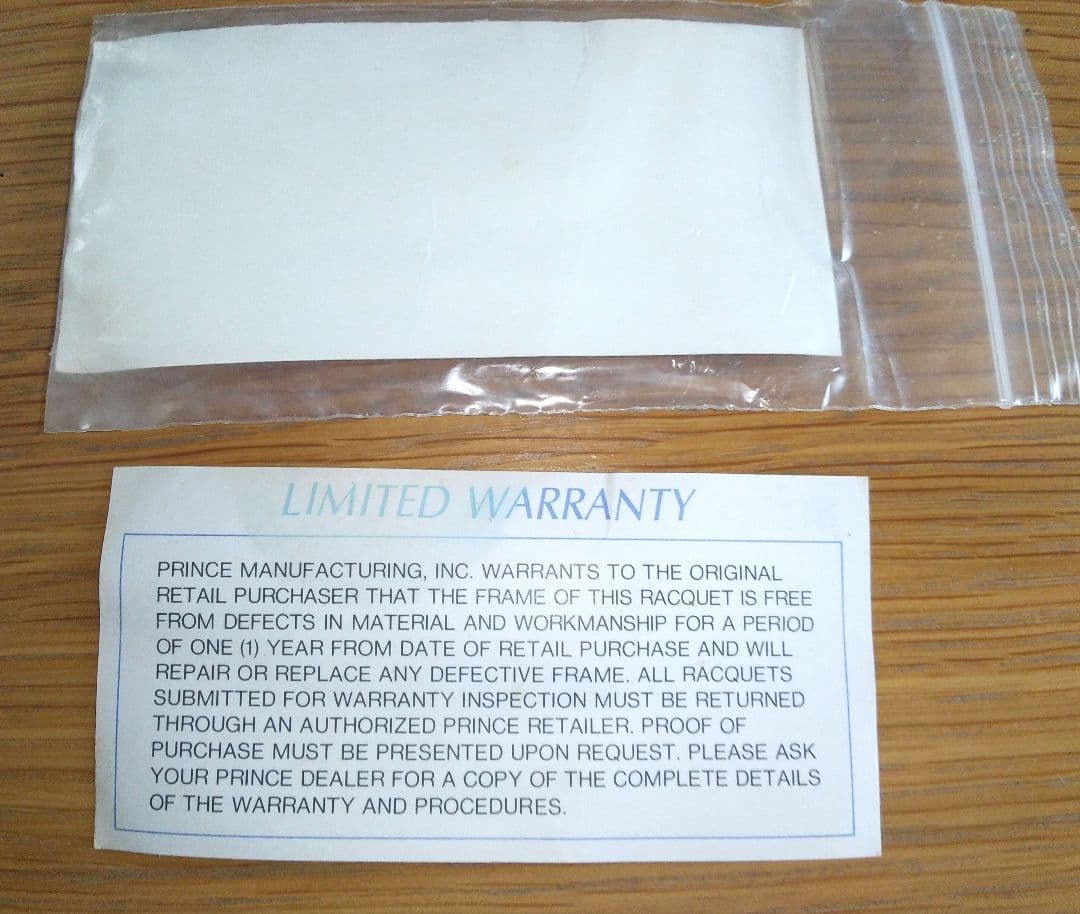 LIMITED WARRANTY
PRINCE MANUFACTURING, INC. WARRANTS TO THE ORIGINAL
RETAIL PURCHASER THAT THE FRAME OF THIS RACQUET IS FREE
FROM DEFECTS IN MATERIAL AND WORKMANSHIP FOR A PERIOD
OF ONE (1) YEAR FROM DATE OF RETAIL PURCHASE AND WILL
REPAIR OR REPLACE ANY DEFECTIVE FRAME. ALL RACQUETS
SUBMITTED FOR WARRANTY INSPECTION MUST BE RETURNED
THROUGH AN AUTHORIZED PRINCE RETAILER. PROOF OF
PURCHASE MUST BE PRESENTED UPON REQUEST. PLEASE ASK
YOUR PRINCE DEALER FOR A COPY OF THE COMPLETE DETAILS
OF THE WARRANTY AND PROCEDURES.